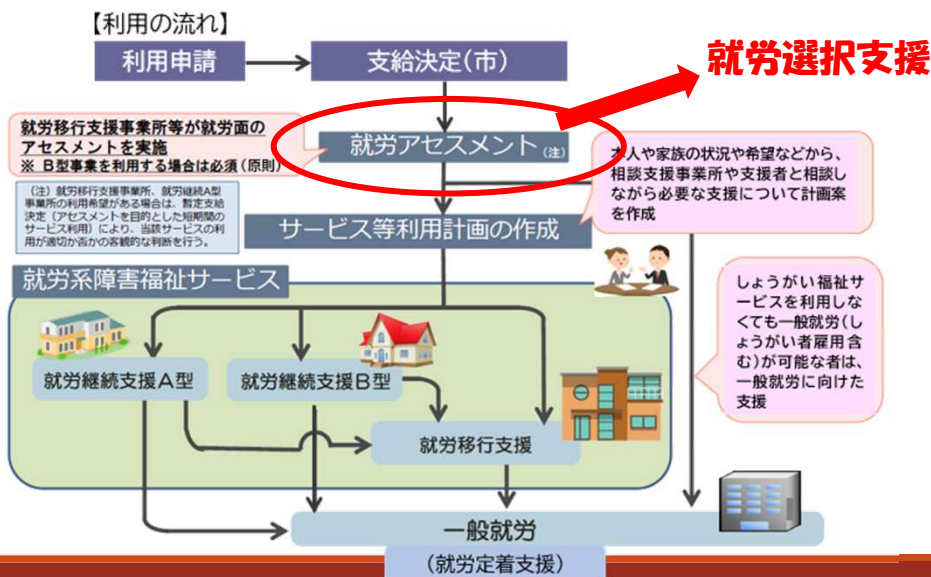 【利用の流れ】
利用申請
支給決定(市)
就労選択支援
就労移行支援事業所等が就労面の
アセスメントを実施
※ B型事業を利用する場合は必須(原則)
就労アセスメント(注)
本人や家族の状況や希望などから、
相談支援事業所や支援者と相談し
ながら必要な支援について計画案
を作成
(注)就労移行支援事業所、就労継続A型
事業所の利用希望がある場合は、暫定支給
決定(アセスメントを目的とした短期間の
サービス利用)により、当該サービスの利
用が適切か否かの客観的な判断を行う。
サービス等利用計画の作成
就労系障害福祉サービス
しょうがい福祉サ
ービスを利用しな
くても一般就労(し
ょうがい者雇用含
む)が可能な者は、
一般就労に向けた
支援
就労継続支援A型
就労継続支援B型
就労移行支援
一般就労
(就労定着支援)